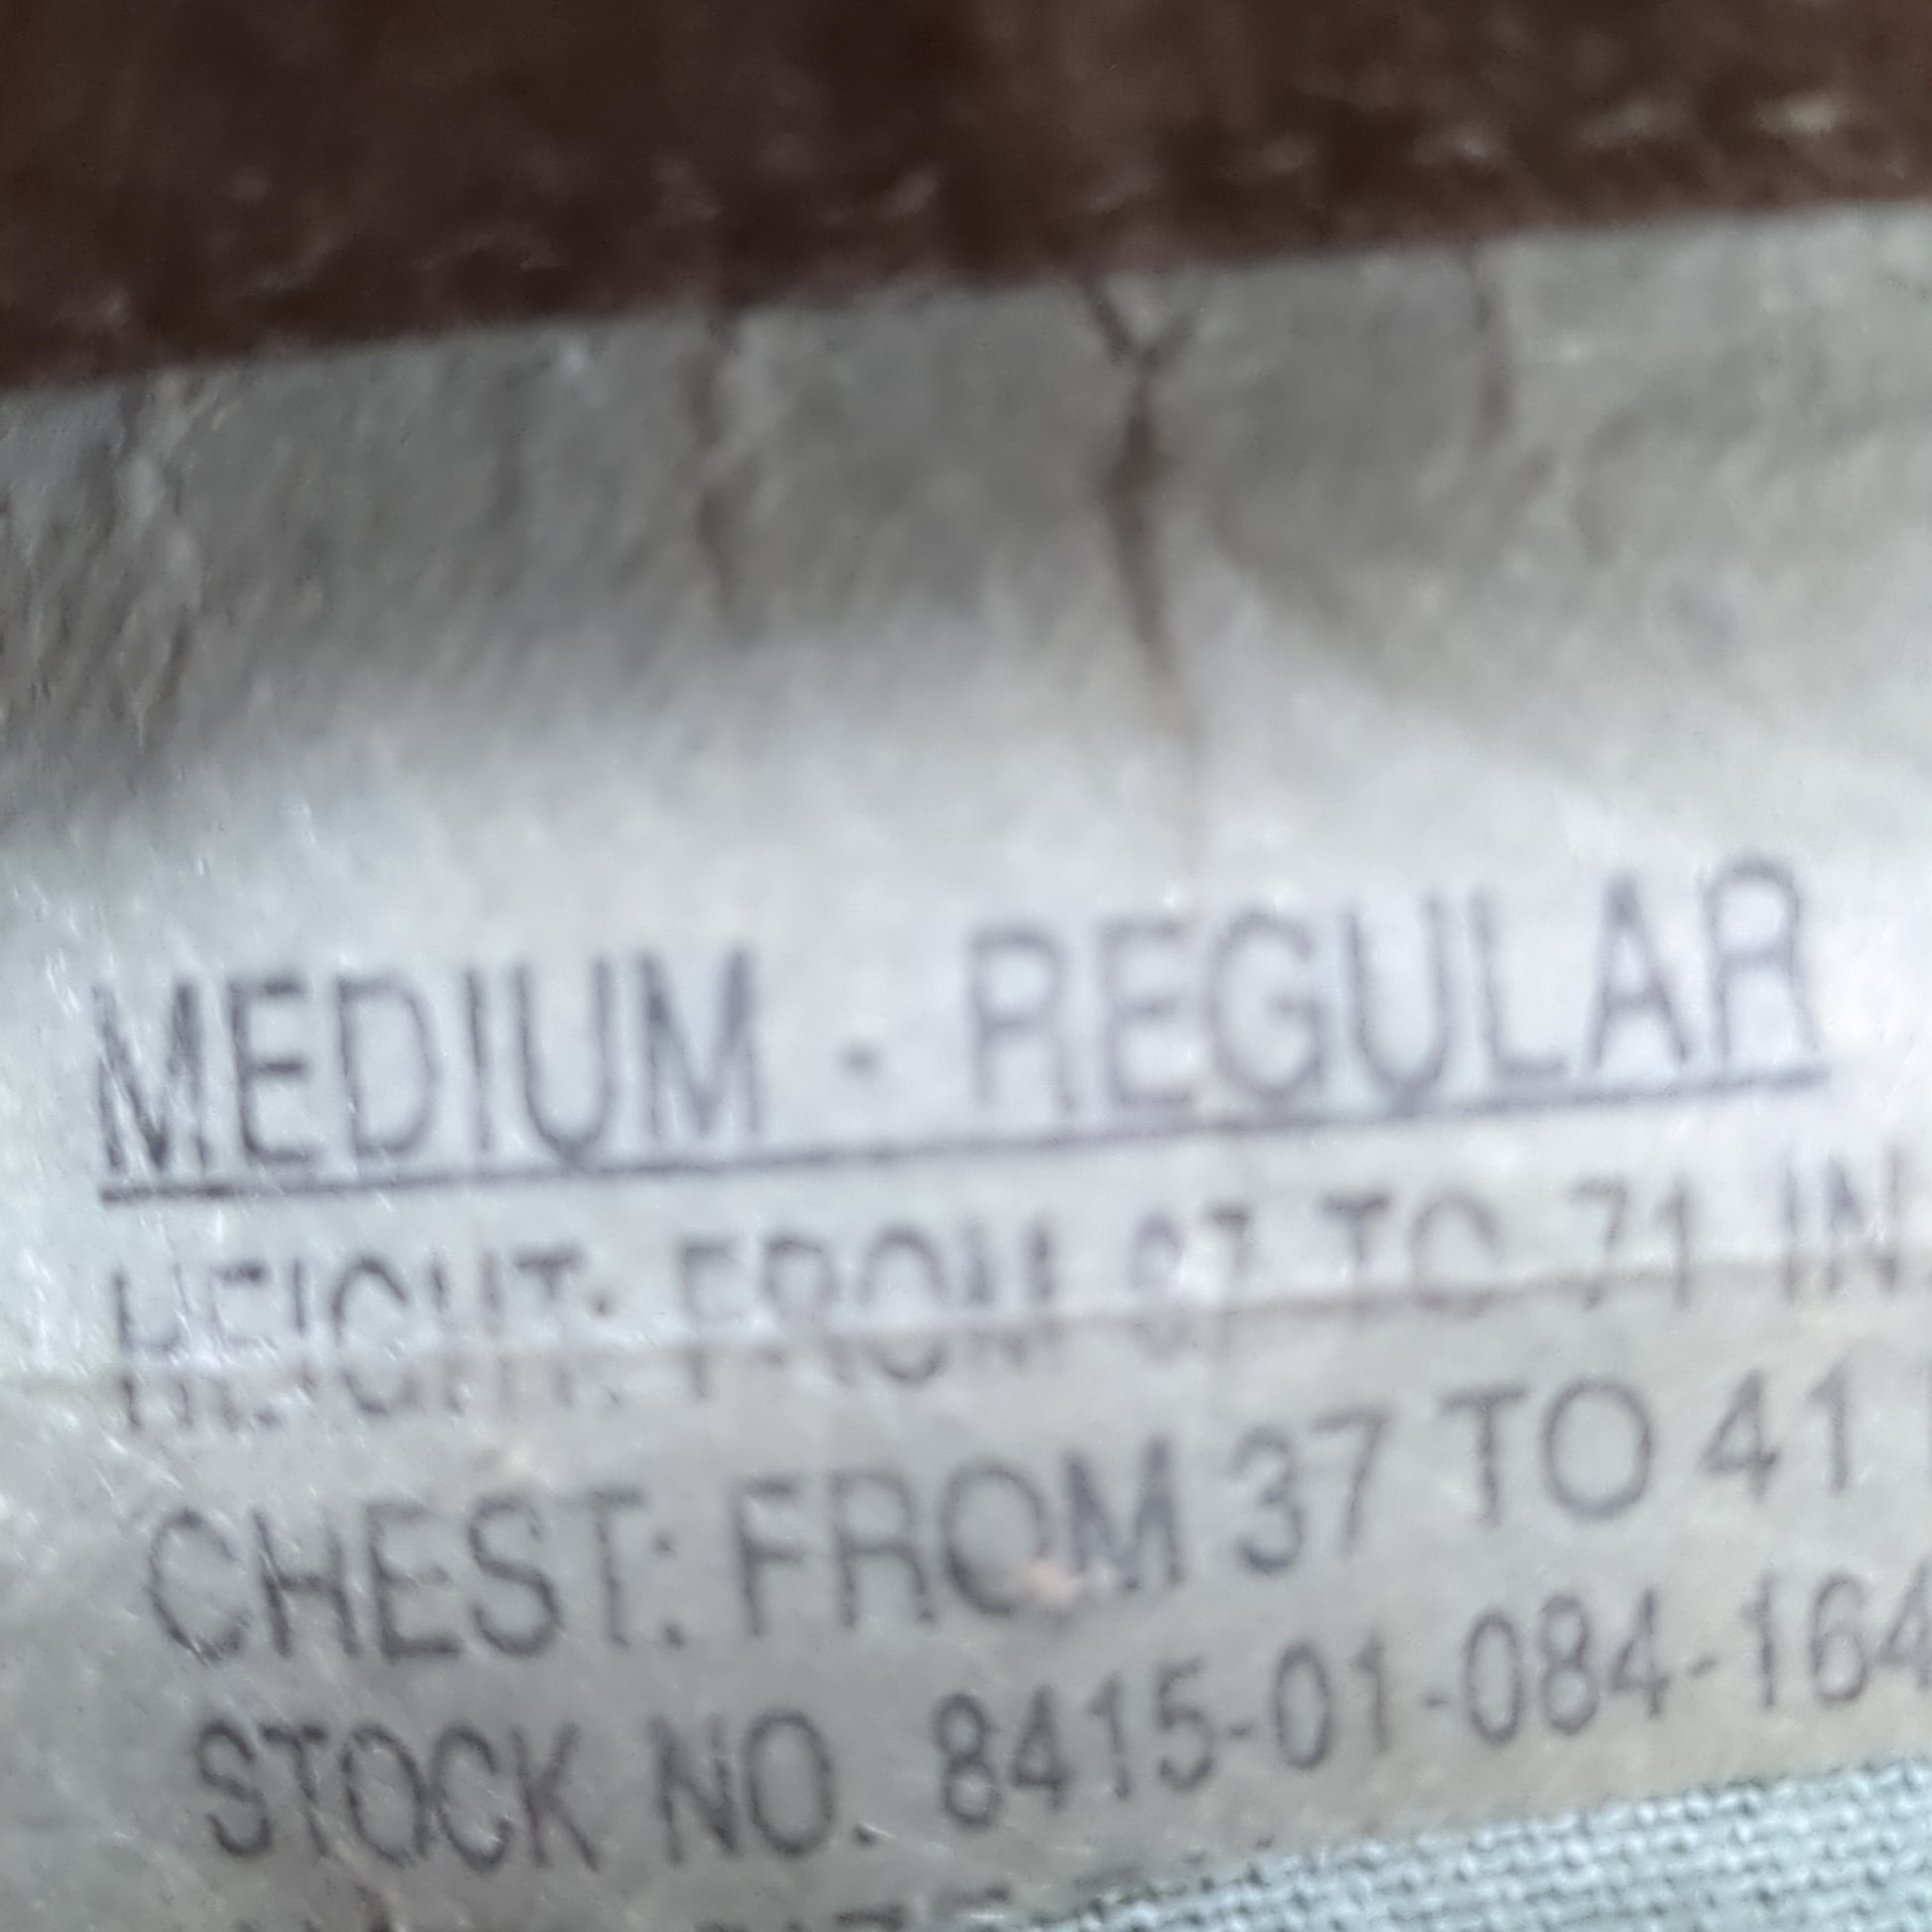 MEDIUM - REGULAR
HEIGHT: FROM 67 TO 71 IN
CHEST: FROM 37 TO 41
STOCK NO. 8415-01-084-164